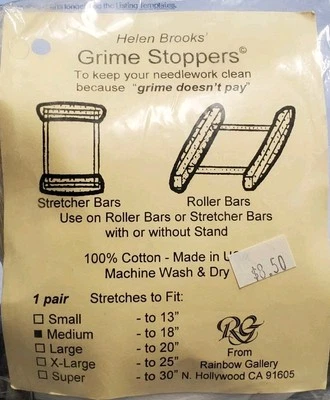 Helen Brooks'
Grime Stoppers©
To keep your needlework clean
because "grime doesn't pay"
Stretcher Bars Roller Bars
Use on Roller Bars or Stretcher Bars
with or without Stand
100% Cotton - Made in
Machine Wash & Dry
$8.50
1 pair Stretches to Fit:
☐ Small - to 13"
■ Medium - to 18"
☐ Large - to 20"
☐ X-Large - to 25"
☐ Super - to 30"
RG
From
Rainbow Gallery
N. Hollywood CA 91605